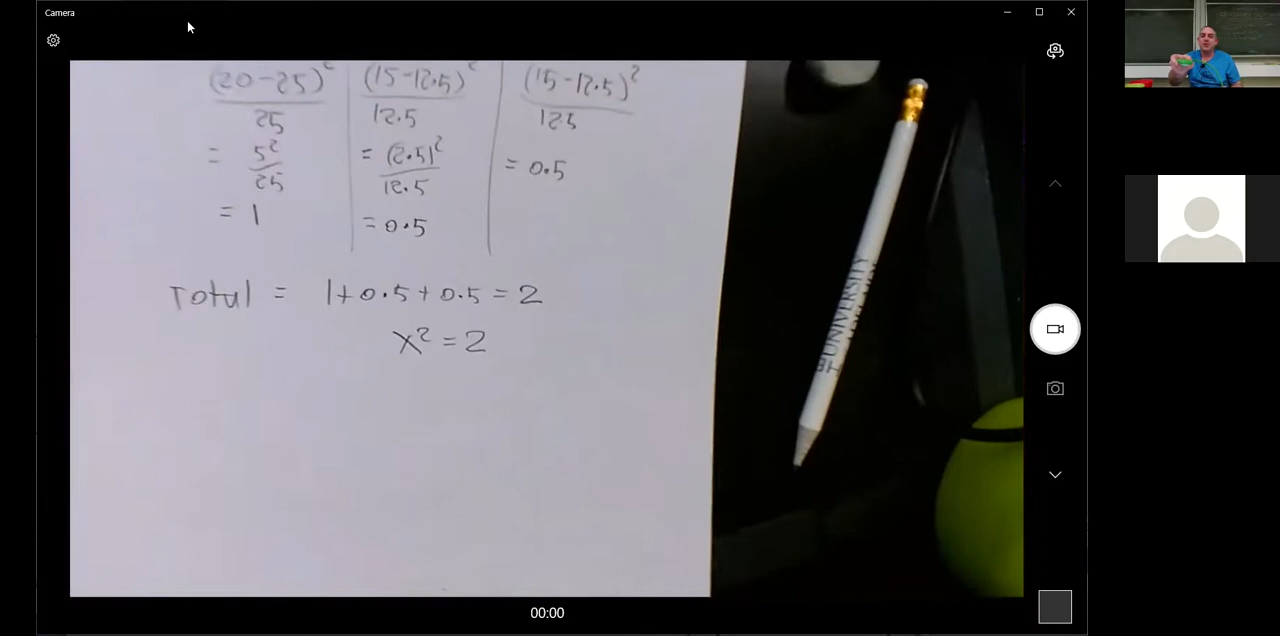 Camera
(20-25)² | (15-12.5)² | (15-12.5)²
25 | 12.5 | 125
= 5² | = (2.5)² | = 0.5
25 | 12.5
= 1 | = 0.5
Total = 1+0.5+0.5=2
x²=2
UNIVERSITY
00:00